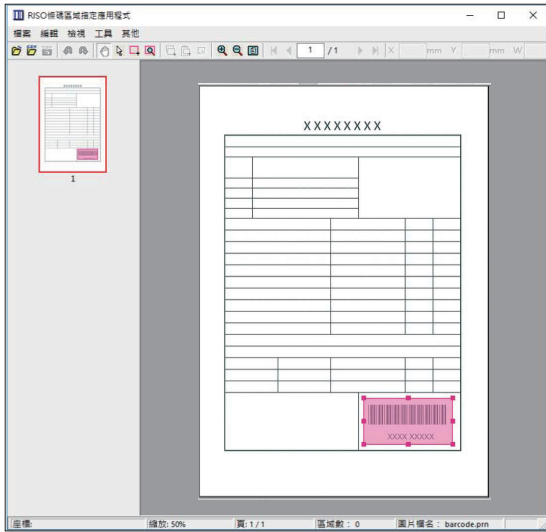 RISO條碼區域指定應用程式
檔案 編輯 檢視 工具 其他
1 /1 X mm Y mm W
1
XXXXXXXX
XXXX XXXXX
座標: 縮放: 50% 頁: 1 / 1 區域數： 0 圖片檔名： barcode.prn